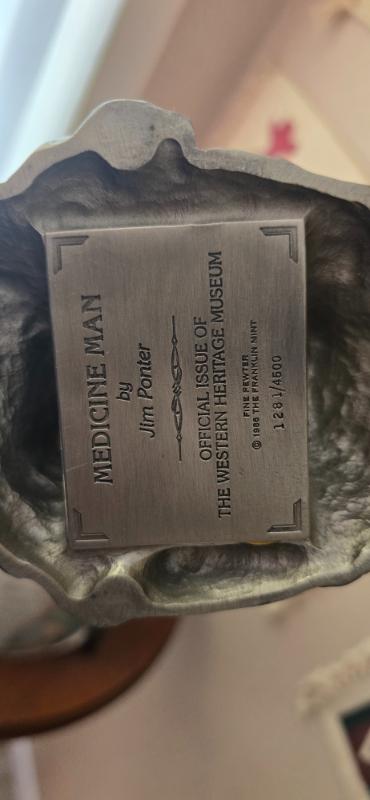 MEDICINE MAN
by
Jim Ponter
OFFICIAL ISSUE OF
THE WESTERN HERITAGE MUSEUM
FINE PEWTER
© 1986 THE FRANKLIN MINT
1281/4500